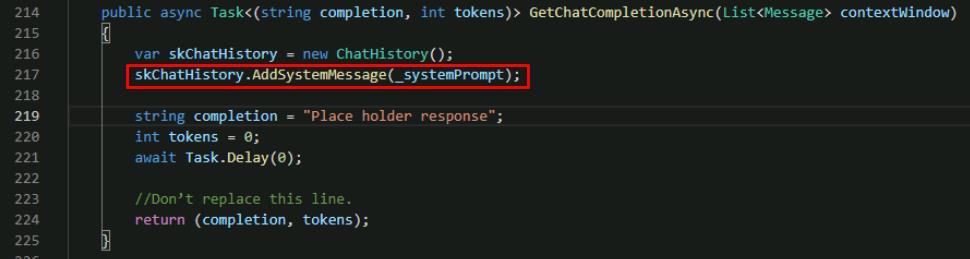 214 public async Task<(string completion, int tokens)> GetChatCompletionAsync(List<Message> contextWindow)
215 {
216 var skChatHistory = new ChatHistory();
217 skChatHistory.AddSystemMessage(_systemPrompt);
218
219 string completion = "Place holder response";
220 int tokens = 0;
221 await Task.Delay(0);
222
223 //Don’t replace this line.
224 return (completion, tokens);
225 }